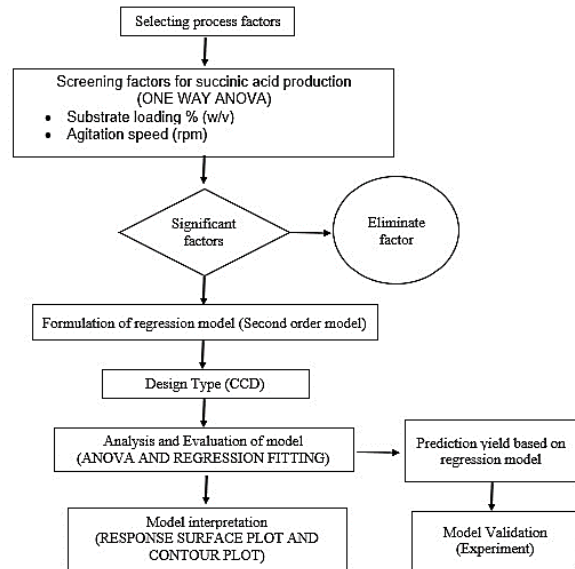 Selecting process factors
Screening factors for succinic acid production
(ONE WAY ANOVA)
• Substrate loading % (w/v)
• Agitation speed (rpm)
Significant
factors
Eliminate
factor
Formulation of regression model (Second order model)
Design Type (CCD)
Analysis and Evaluation of model
(ANOVA AND REGRESSION FITTING)
Prediction yield based on
regression model
Model interpretation
(RESPONSE SURFACE PLOT AND
CONTOUR PLOT)
Model Validation
(Experiment)